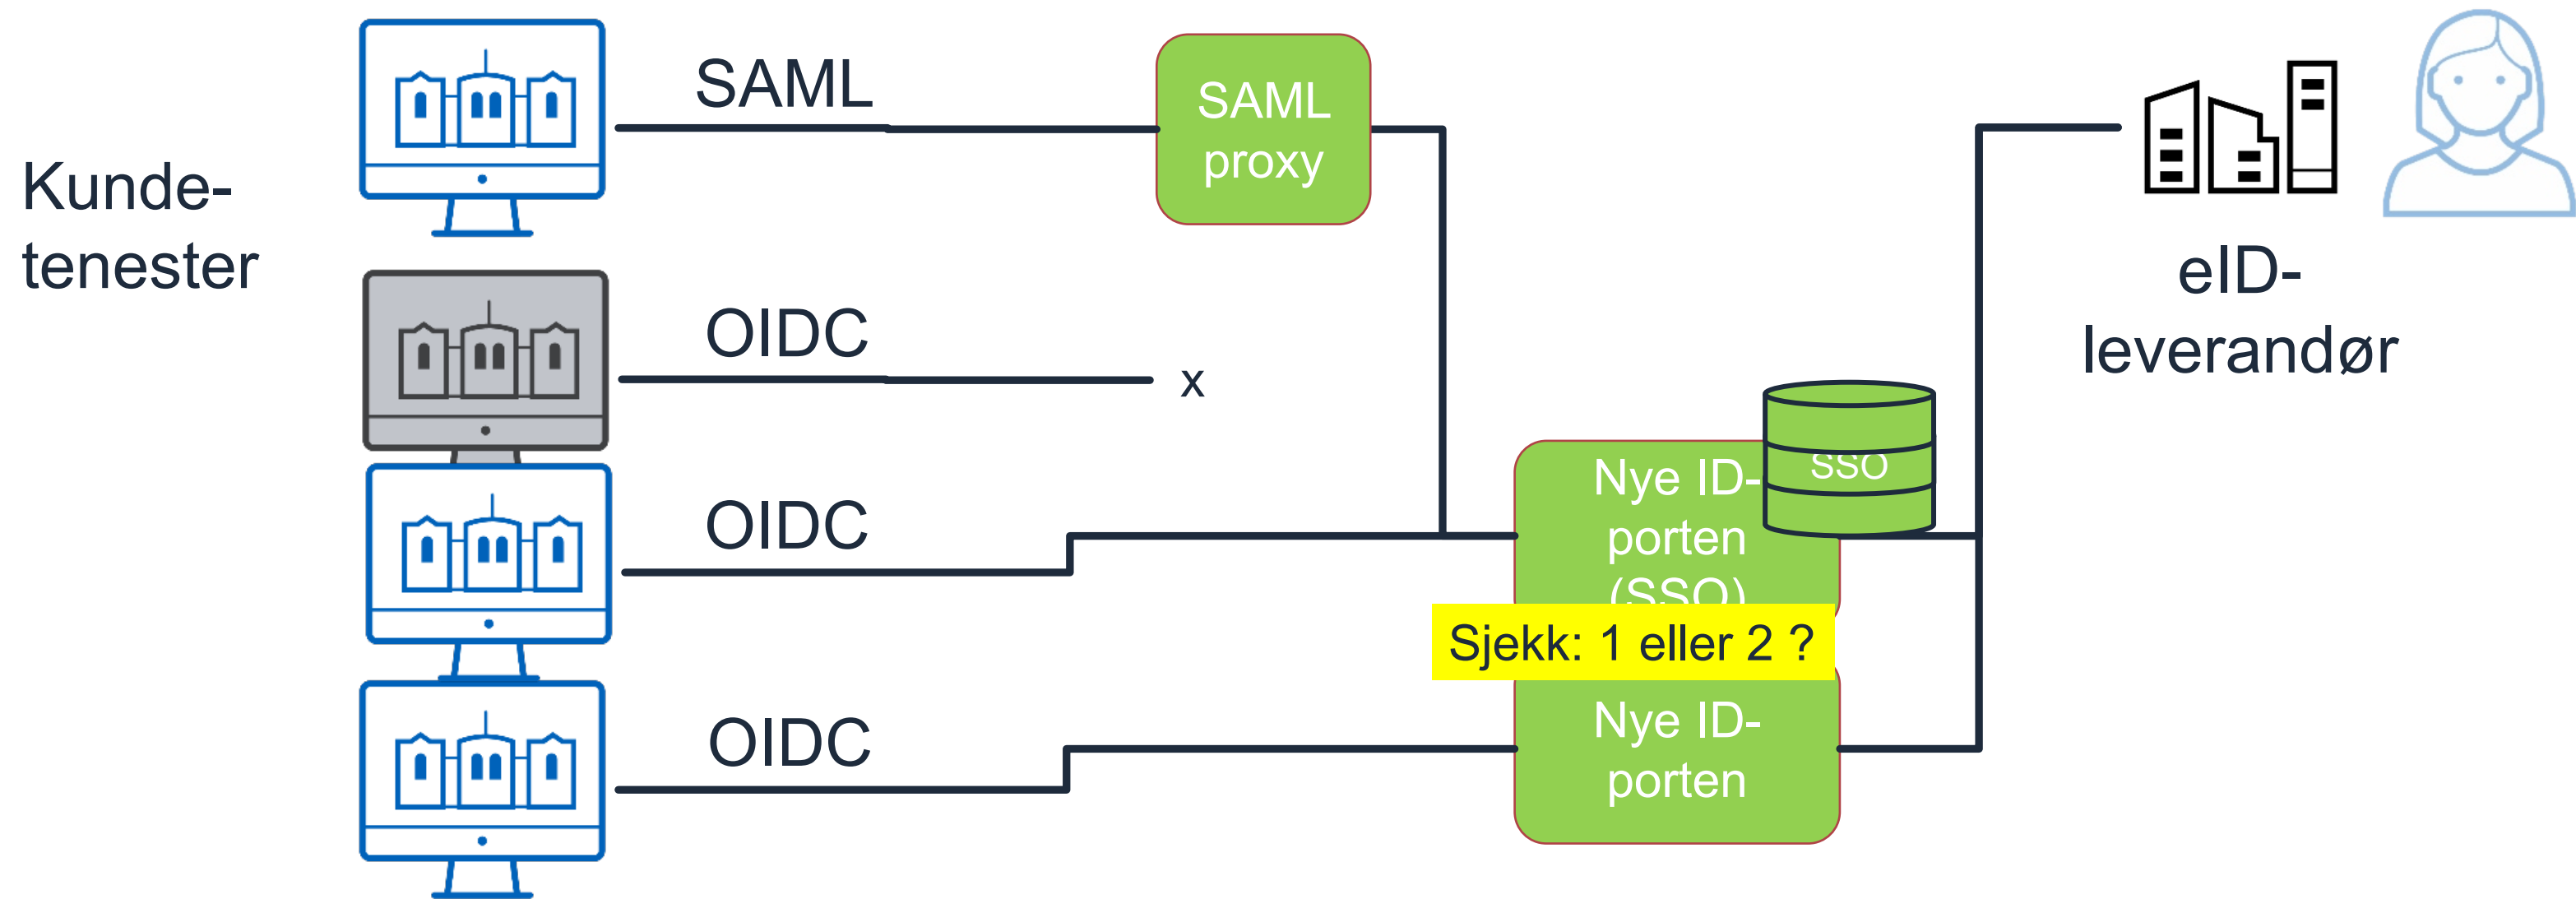 Kunde-
tenester
SAML
SAML
proxy
OIDC
x
OIDC
OIDC
Nye ID-
porten
(SSO)
SSO
Sjekk: 1 eller 2 ?
Nye ID-
porten
eID-
leverandør